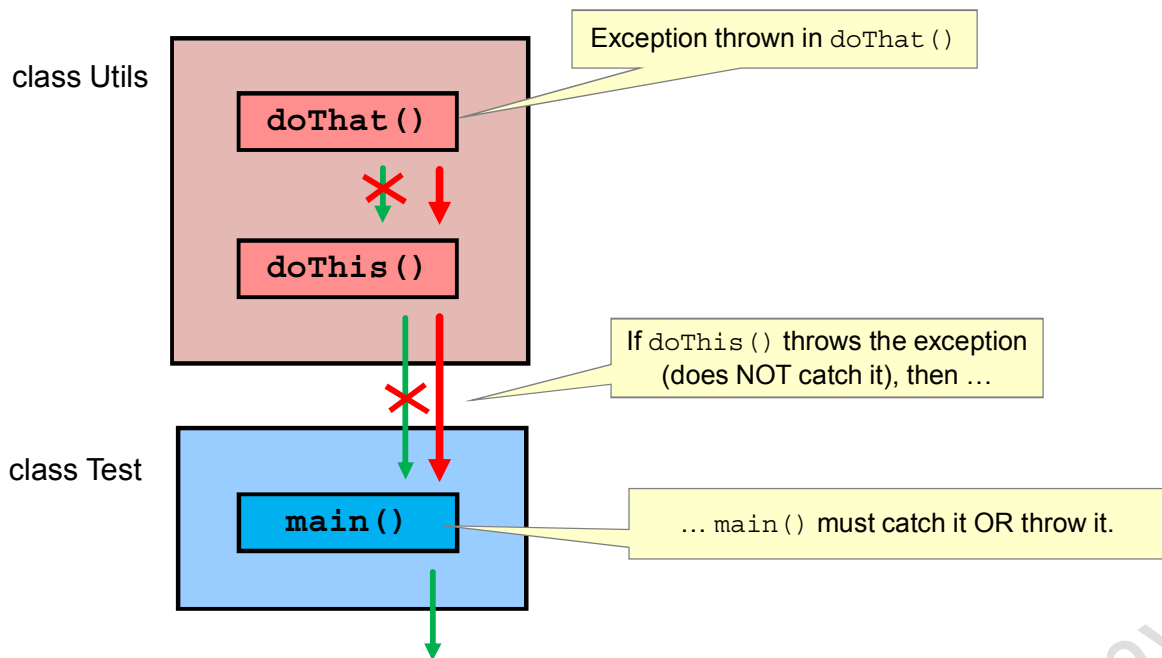 Exception thrown in doThat()
class Utils
doThat()
doThis()
If doThis() throws the exception
(does NOT catch it), then …
class Test
main()
… main() must catch it OR throw it.